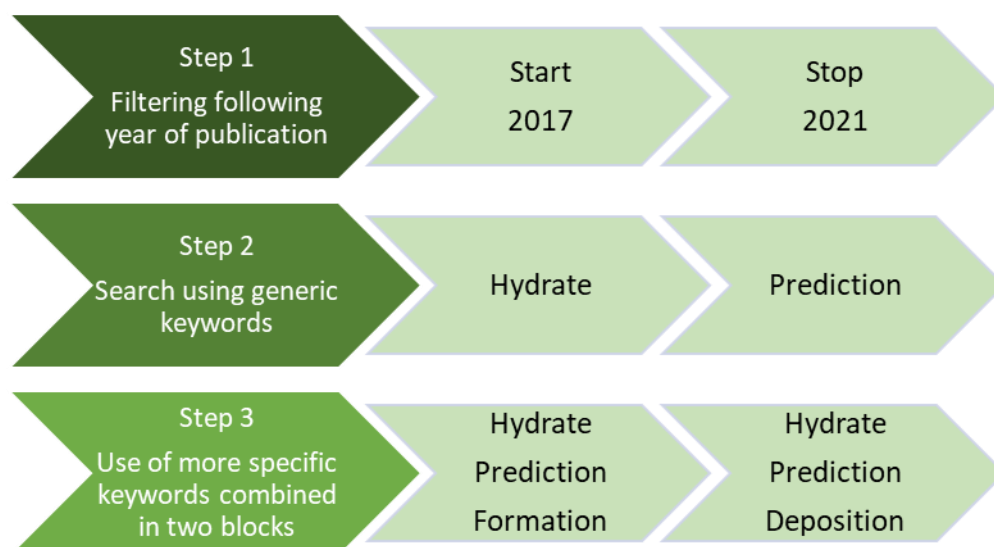 Step 1
Filtering following
year of publication
Start
2017
Stop
2021
Step 2
Search using generic
keywords
Hydrate
Prediction
Step 3
Use of more specific
keywords combined
in two blocks
Hydrate
Prediction
Formation
Hydrate
Prediction
Deposition